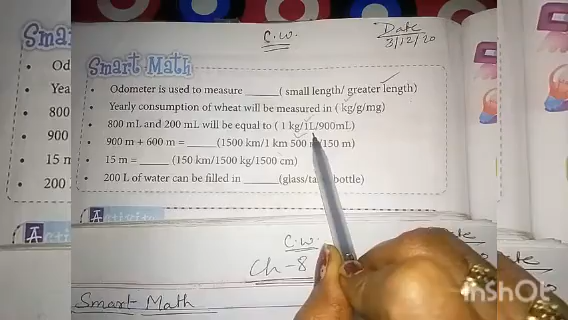 C.W.
Date
3/12/20
Smart Math
• Odometer is used to measure ______ ( small length/ greater length)
• Yearly consumption of wheat will be measured in ( kg/g/mg)
• 800 mL and 200 mL will be equal to ( 1 kg/1L/900mL)
• 900 m + 600 m = ______ (1500 km/1 km 500 /150 m)
• 15 m = ______ (150 km/1500 kg/1500 cm)
• 200 L of water can be filled in ______ (glass/ bottle)
Sma
• Od
• Yea
• 800
• 900
• 15 m
• 200
C.W.
Ch-8
Smart Math
InShOt